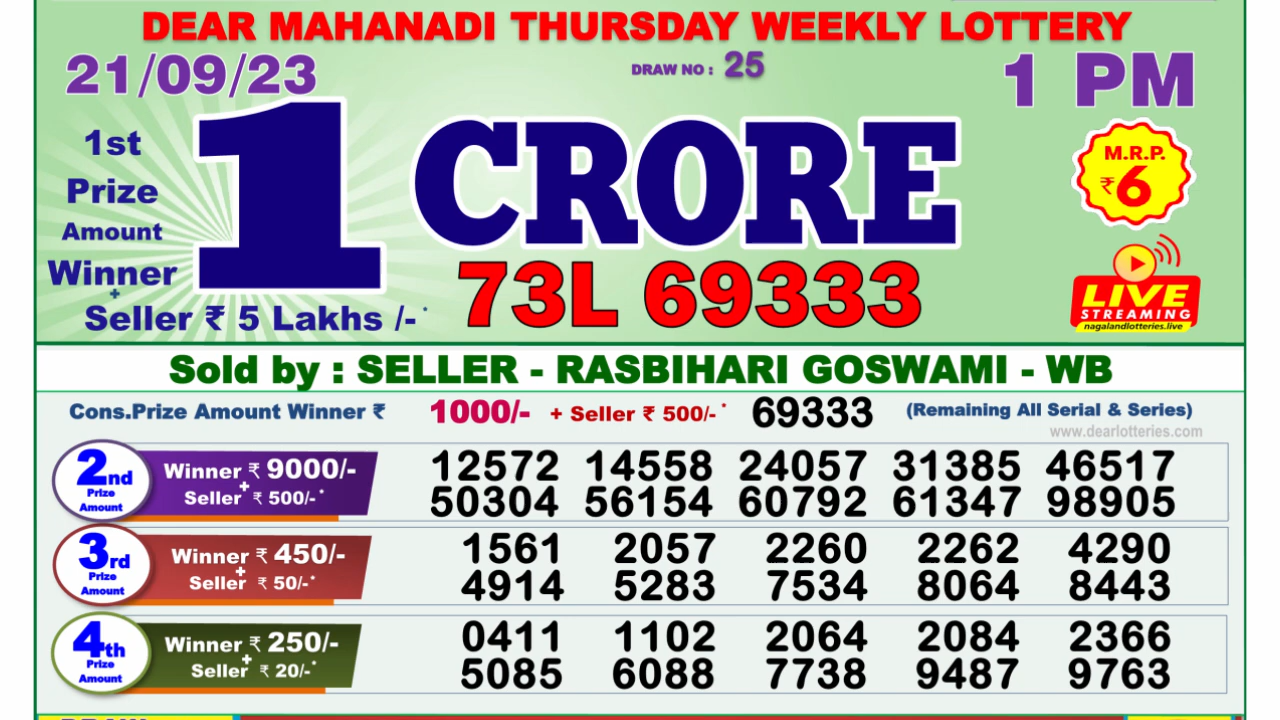 DEAR MAHANADI THURSDAY WEEKLY LOTTERY
21/09/23
DRAW NO : 25
1 PM
1st
Prize
Amount
Winner
+
Seller ₹ 5 Lakhs /-*
1 CRORE
73L 69333
M.R.P.
₹6
LIVE
STREAMING
nagalandlotteries.live
Sold by : SELLER - RASBIHARI GOSWAMI - WB
Cons.Prize Amount Winner ₹ 1000/- + Seller ₹ 500/-* 69333 (Remaining All Serial & Series)
www.dearlotteries.com
2nd
Prize
Amount
Winner ₹ 9000/-
+
Seller ₹ 500/-*
12572 14558 24057 31385 46517
50304 56154 60792 61347 98905
3rd
Prize
Amount
Winner ₹ 450/-
+
Seller ₹ 50/-*
1561 2057 2260 2262 4290
4914 5283 7534 8064 8443
4th
Prize
Amount
Winner ₹ 250/-
+
Seller ₹ 20/-*
0411 1102 2064 2084 2366
5085 6088 7738 9487 9763